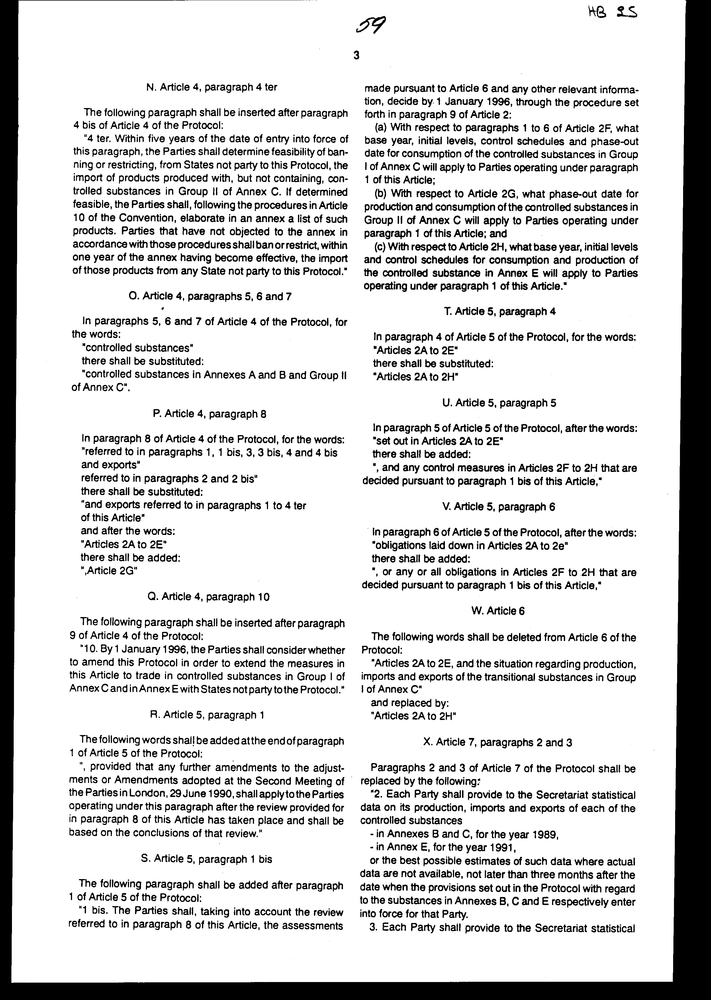 HB 25
59
3
N. Article 4, paragraph 4 ter
The following paragraph shall be inserted after paragraph
4 bis of Article 4 of the Protocol:
"4 ter. Within five years of the date of entry into force of
this paragraph, the Parties shall determine feasibility of ban-
ning or restricting, from States not party to this Protocol, the
import of products produced with, but not containing, con-
trolled substances in Group II of Annex C. If determined
feasible, the Parties shall, following the procedures in Article
10 of the Convention, elaborate in an annex a list of such
products. Parties that have not objected to the annex in
accordance with those procedures shall ban or restrict, within
one year of the annex having become effective, the import
of those products from any State not party to this Protocol."
O. Article 4, paragraphs 5, 6 and 7
In paragraphs 5, 6 and 7 of Article 4 of the Protocol, for
the words:
"controlled substances"
there shall be substituted:
"controlled substances in Annexes A and B and Group II
of Annex C".
P. Article 4, paragraph 8
In paragraph 8 of Article 4 of the Protocol, for the words:
"referred to in paragraphs 1, 1 bis, 3, 3 bis, 4 and 4 bis
and exports"
referred to in paragraphs 2 and 2 bis"
there shall be substituted:
"and exports referred to in paragraphs 1 to 4 ter
of this Article"
and after the words:
"Articles 2A to 2E"
there shall be added:
",Article 2G"
Q. Article 4, paragraph 10
The following paragraph shall be inserted after paragraph
9 of Article 4 of the Protocol:
"10. By 1 January 1996, the Parties shall consider whether
to amend this Protocol in order to extend the measures in
this Article to trade in controlled substances in Group I of
Annex C and in Annex E with States not party to the Protocol."
R. Article 5, paragraph 1
The following words shall be added at the end of paragraph
1 of Article 5 of the Protocol:
", provided that any further amendments to the adjust-
ments or Amendments adopted at the Second Meeting of
the Parties in London, 29 June 1990, shall apply to the Parties
operating under this paragraph after the review provided for
in paragraph 8 of this Article has taken place and shall be
based on the conclusions of that review."
S. Article 5, paragraph 1 bis
The following paragraph shall be added after paragraph
1 of Article 5 of the Protocol:
"1 bis. The Parties shall, taking into account the review
referred to in paragraph 8 of this Article, the assessments
made pursuant to Article 6 and any other relevant informa-
tion, decide by 1 January 1996, through the procedure set
forth in paragraph 9 of Article 2:
(a) With respect to paragraphs 1 to 6 of Article 2F, what
base year, initial levels, control schedules and phase-out
date for consumption of the controlled substances in Group
I of Annex C will apply to Parties operating under paragraph
1 of this Article;
(b) With respect to Article 2G, what phase-out date for
production and consumption of the controlled substances in
Group II of Annex C will apply to Parties operating under
paragraph 1 of this Article; and
(c) With respect to Article 2H, what base year, initial levels
and control schedules for consumption and production of
the controlled substance in Annex E will apply to Parties
operating under paragraph 1 of this Article."
T. Article 5, paragraph 4
In paragraph 4 of Article 5 of the Protocol, for the words:
"Articles 2A to 2E"
there shall be substituted:
"Articles 2A to 2H"
U. Article 5, paragraph 5
In paragraph 5 of Article 5 of the Protocol, after the words:
"set out in Articles 2A to 2E"
there shall be added:
", and any control measures in Articles 2F to 2H that are
decided pursuant to paragraph 1 bis of this Article,"
V. Article 5, paragraph 6
In paragraph 6 of Article 5 of the Protocol, after the words:
"obligations laid down in Articles 2A to 2e"
there shall be added:
", or any or all obligations in Articles 2F to 2H that are
decided pursuant to paragraph 1 bis of this Article,"
W. Article 6
The following words shall be deleted from Article 6 of the
Protocol:
"Articles 2A to 2E, and the situation regarding production,
imports and exports of the transitional substances in Group
I of Annex C"
and replaced by:
"Articles 2A to 2H"
X. Article 7, paragraphs 2 and 3
Paragraphs 2 and 3 of Article 7 of the Protocol shall be
replaced by the following:
"2. Each Party shall provide to the Secretariat statistical
data on its production, imports and exports of each of the
controlled substances
- in Annexes B and C, for the year 1989,
- in Annex E, for the year 1991,
or the best possible estimates of such data where actual
data are not available, not later than three months after the
date when the provisions set out in the Protocol with regard
to the substances in Annexes B, C and E respectively enter
into force for that Party.
3. Each Party shall provide to the Secretariat statistical